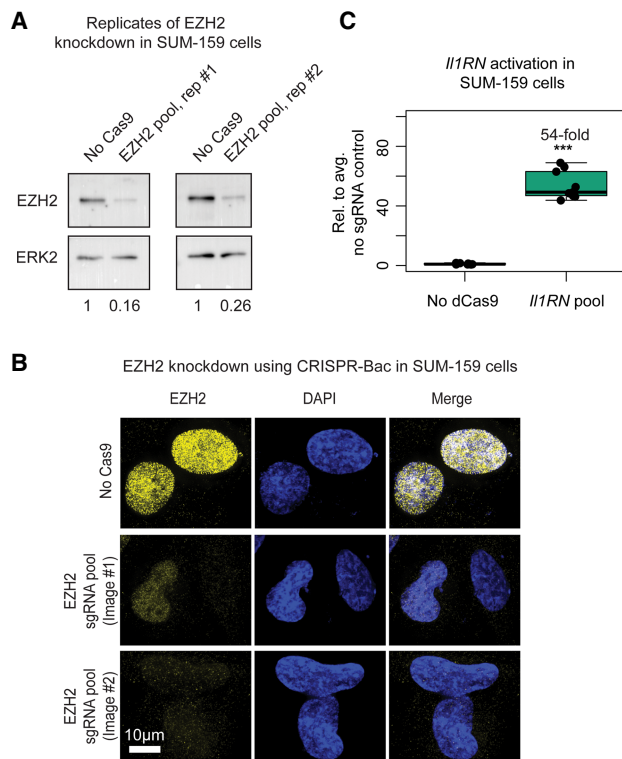 A
Replicates of EZH2
knockdown in SUM-159 cells
No Cas9
EZH2 pool, rep #1
No Cas9
EZH2 pool, rep #2
EZH2
ERK2
1 0.16 1 0.26
C
Il1RN activation in
SUM-159 cells
Rel. to avg.
no sgRNA control
80
40
0
54-fold
***
No dCas9 Il1RN pool
B
EZH2 knockdown using CRISPR-Bac in SUM-159 cells
EZH2 DAPI Merge
No Cas9
EZH2
sgRNA pool
(Image #1)
EZH2
sgRNA pool
(Image #2)
10μm